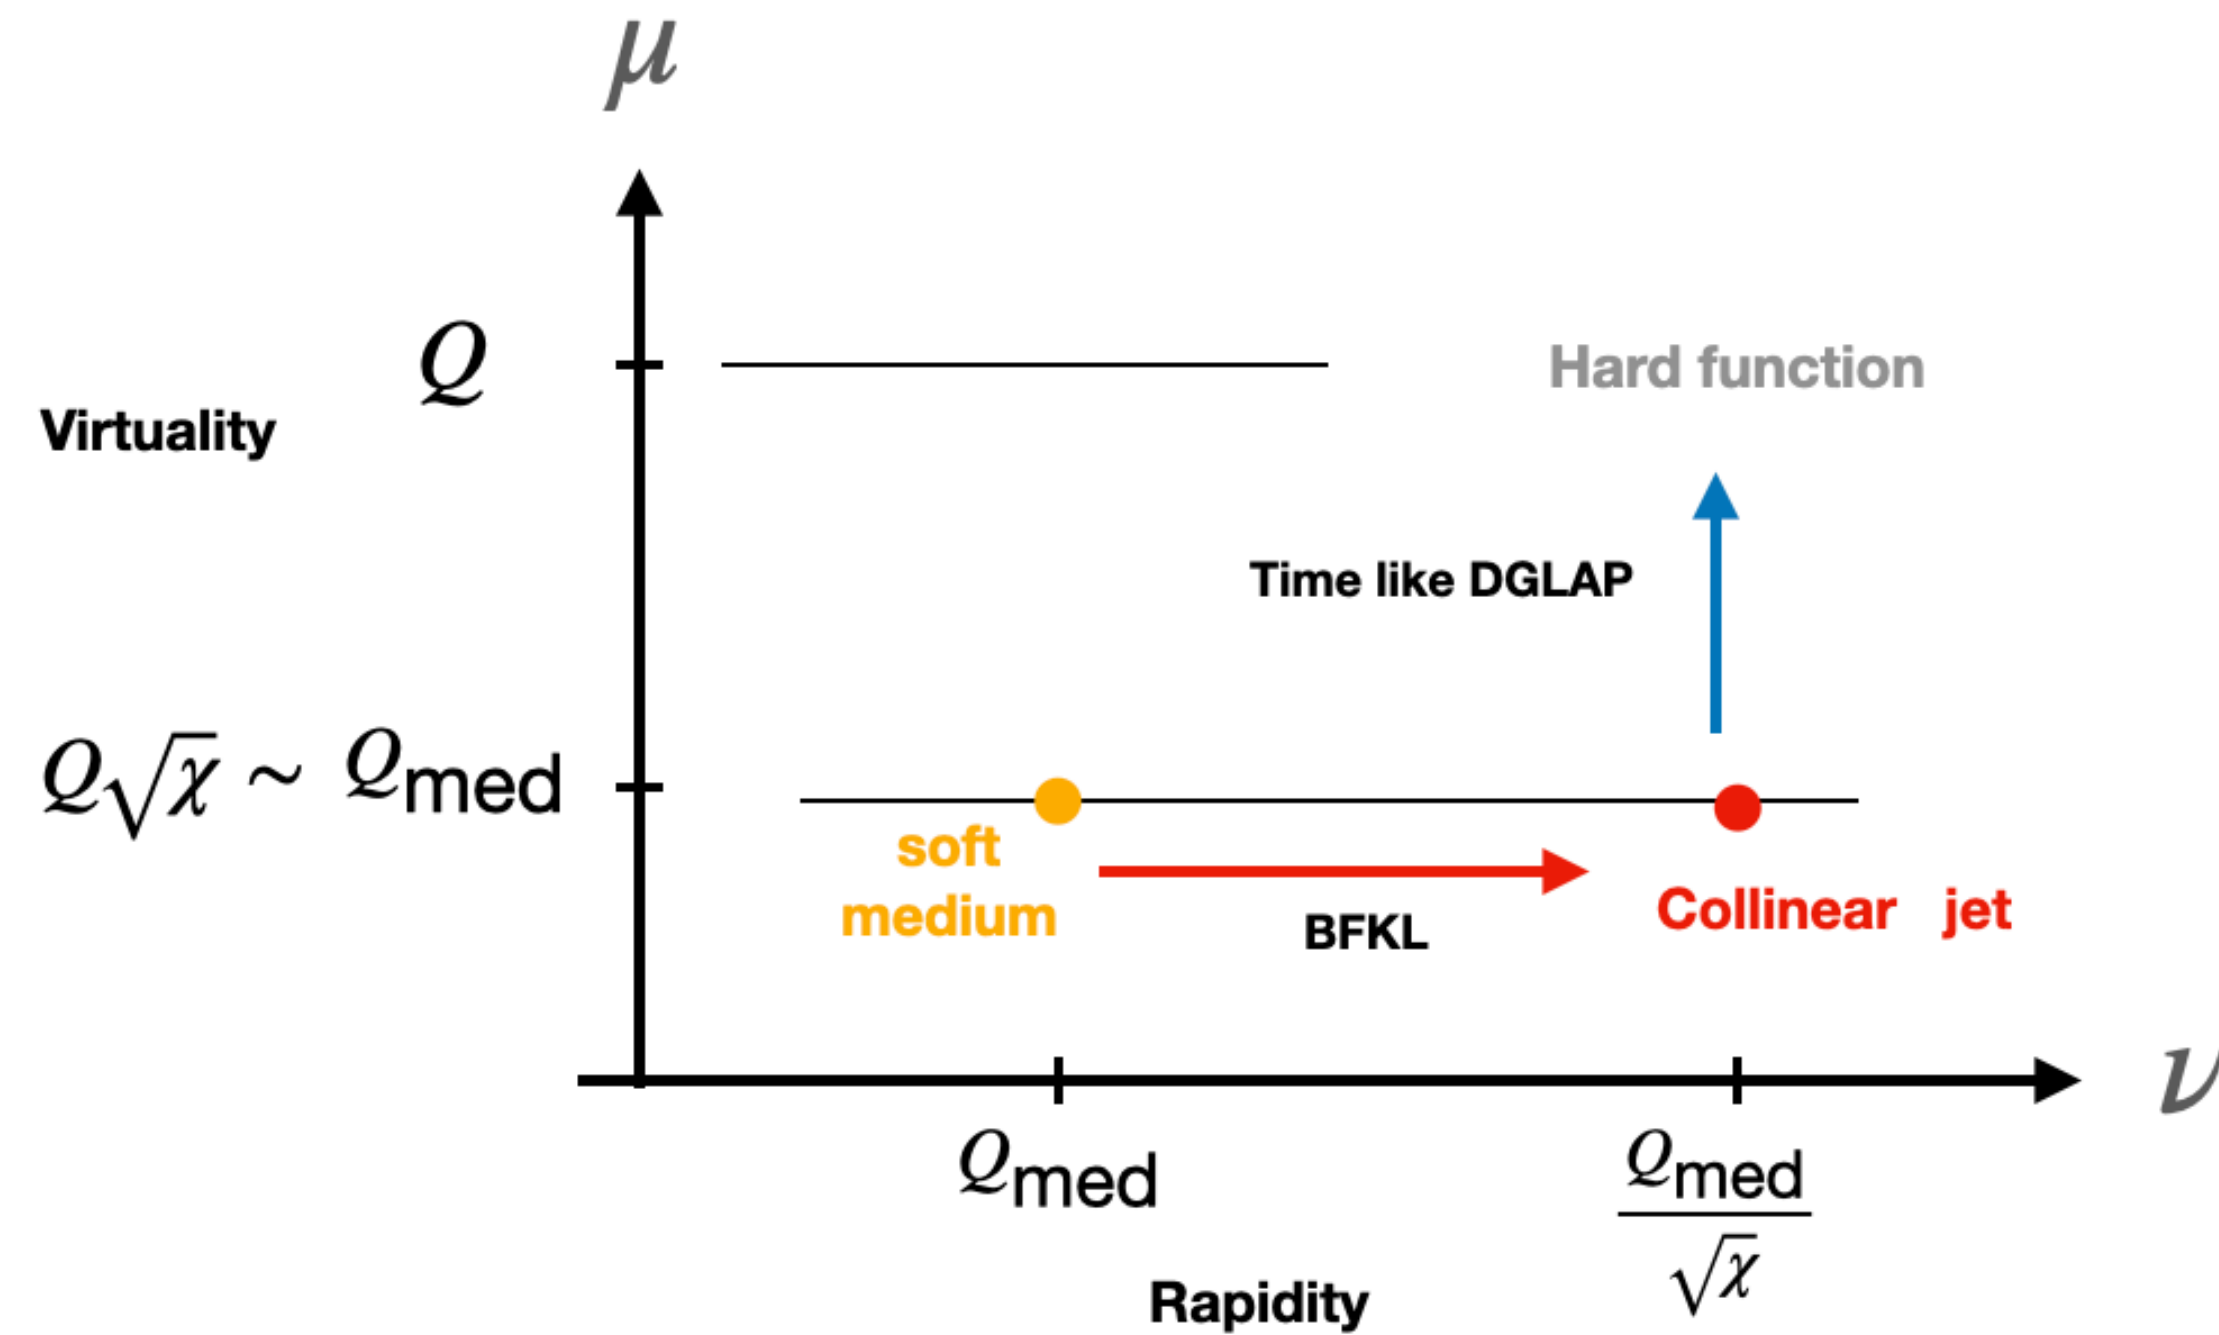 μ
Q
Hard function
Virtuality
Time like DGLAP
Q√χ ~ Qmed
soft
medium
BFKL
Collinear jet
ν
Qmed
Qmed
√χ
Rapidity